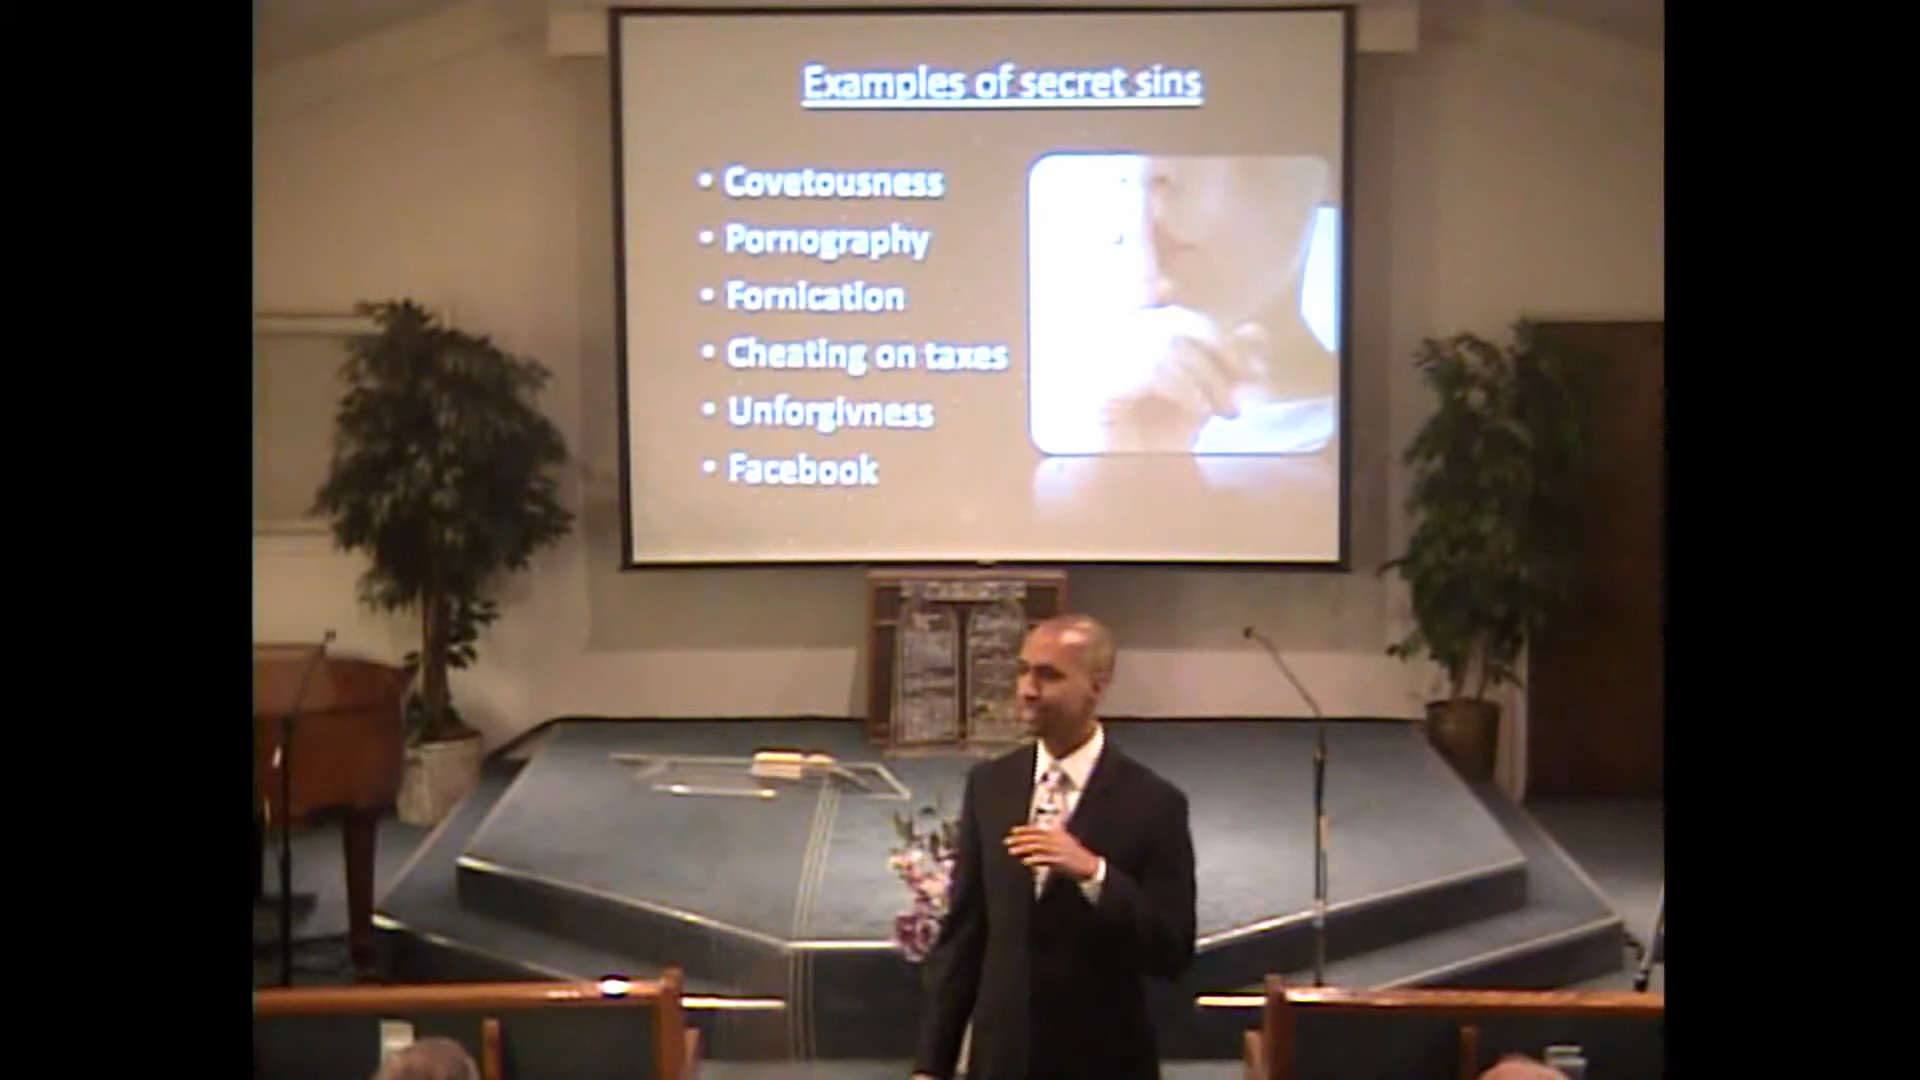 Examples of secret sins
• Covetousness
• Pornography
• Fornication
• Cheating on taxes
• Unforgivness
• Facebook